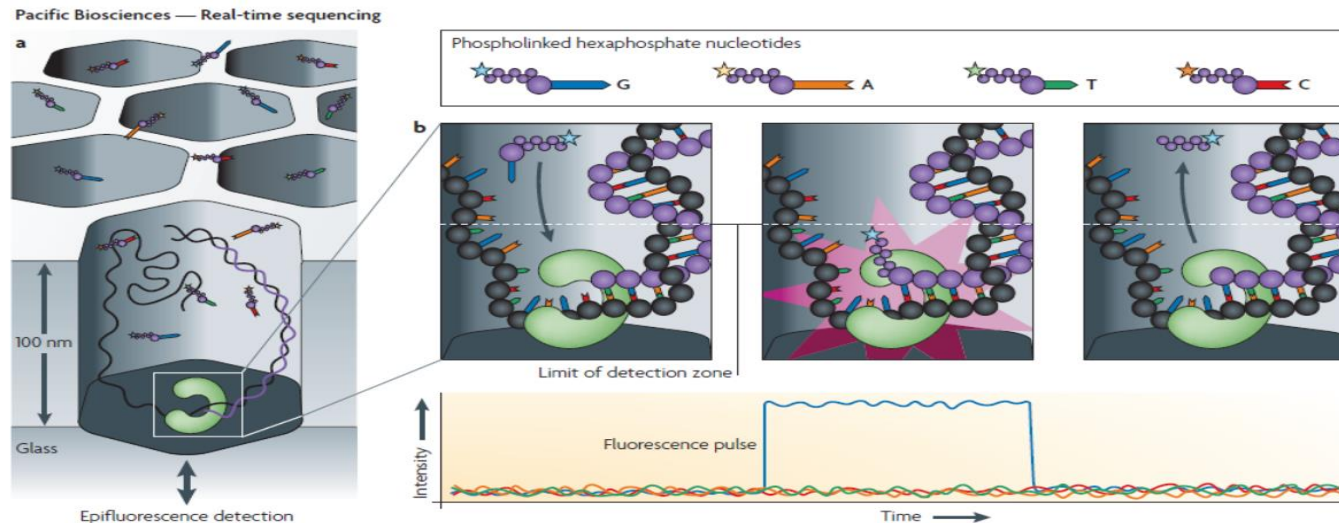 Pacific Biosciences — Real-time sequencing
a
Phospholinked hexaphosphate nucleotides
G
A
T
C
b
100 nm
Glass
Epifluorescence detection
Limit of detection zone
Intensity
Fluorescence pulse
Time